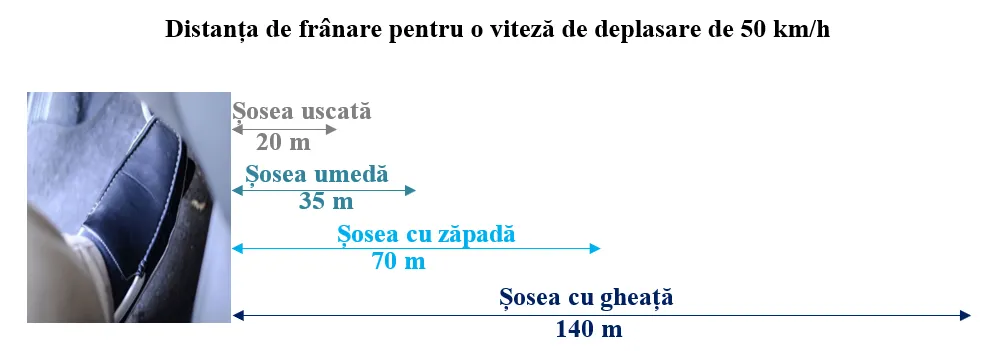 Distanța de frânare pentru o viteză de deplasare de 50 km/h
Șosea uscată
20 m
Șosea umedă
35 m
Șosea cu zăpadă
70 m
Șosea cu gheață
140 m